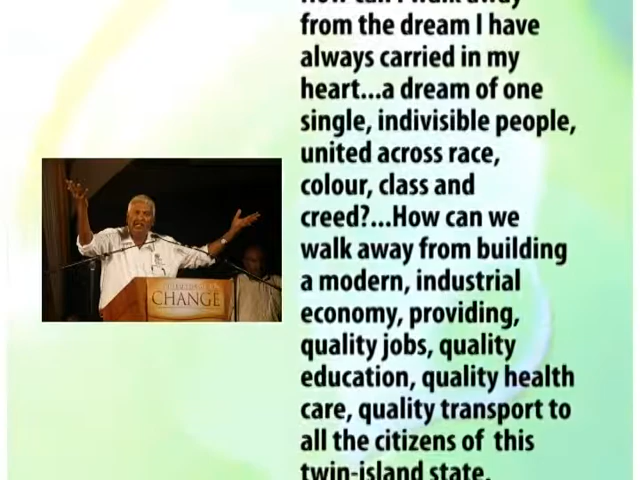 from the dream I have
always carried in my
heart...a dream of one
single, indivisible people,
united across race,
colour, class and
creed?...How can we
walk away from building
a modern, industrial
economy, providing,
quality jobs, quality
education, quality health
care, quality transport to
all the citizens of this
twin-island state.
CHANGE